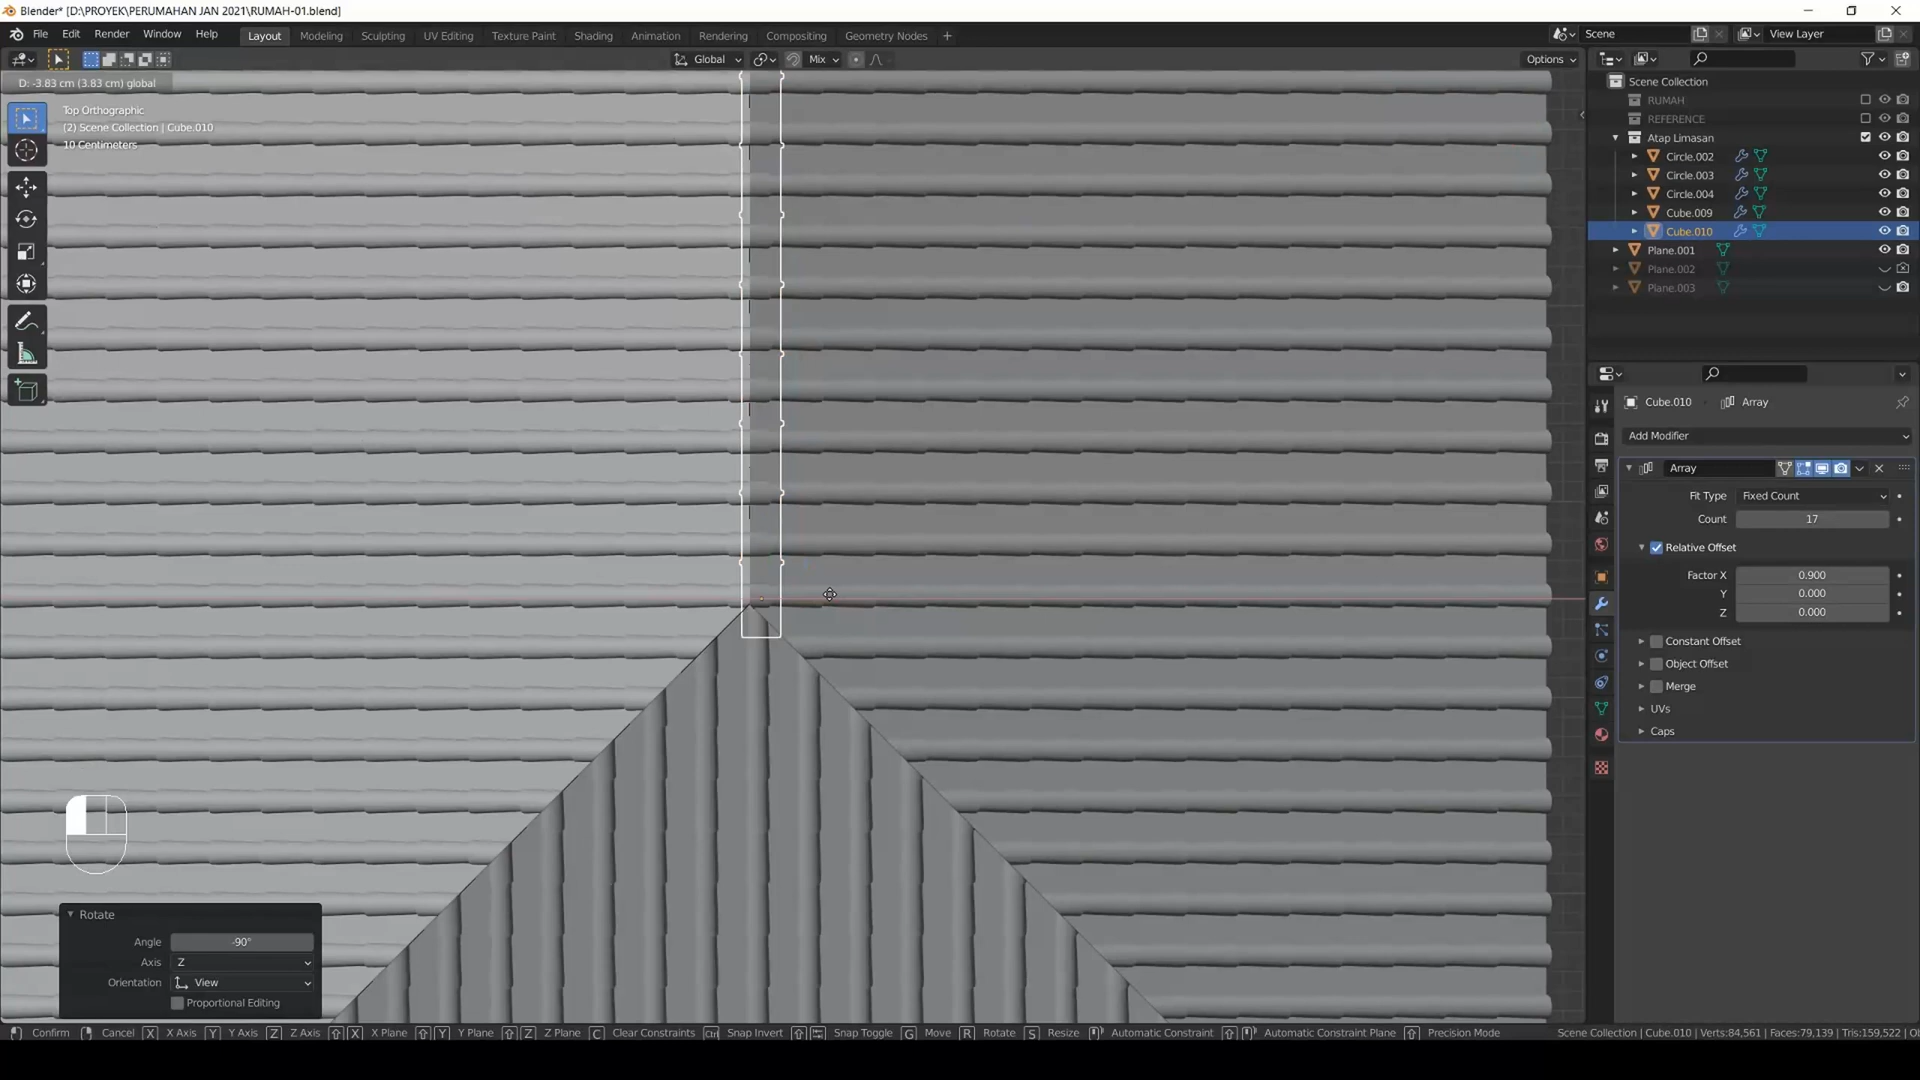 Blender* [D:\PROYEK\PERUMAHAN JAN 2021\RUMAH-01.blend]
File Edit Render Window Help Layout Modeling Sculpting UV Editing Texture Paint Shading Animation Rendering Compositing Geometry Nodes + Scene View Layer
Global Mix Options
D: -3.83 cm (3.83 cm) global
Top Orthographic
(2) Scene Collection | Cube.010
10 Centimeters
Scene Collection
RUMAH
REFERENCE
Atap Limasan
Circle.002
Circle.003
Circle.004
Cube.009
Cube.010
Plane.001
Plane.002
Plane.003
Cube.010 Array
Add Modifier
Array
Fit Type Fixed Count
Count 17
Relative Offset
Factor X 0.900
Y 0.000
Z 0.000
Constant Offset
Object Offset
Merge
UVs
Caps
Rotate
Angle -90°
Axis Z
Orientation View
Proportional Editing
Confirm Cancel X X Axis Y Y Axis Z Z Axis X X Plane Y Y Plane Z Z Plane C Clear Constraints Ctrl Snap Invert Snap Toggle G Move R Rotate S Resize Automatic Constraint Automatic Constraint Plane Precision Mode Scene Collection | Cube.010 | Verts:84,561 | Faces:79,139 | Tris:159,522 | Ob